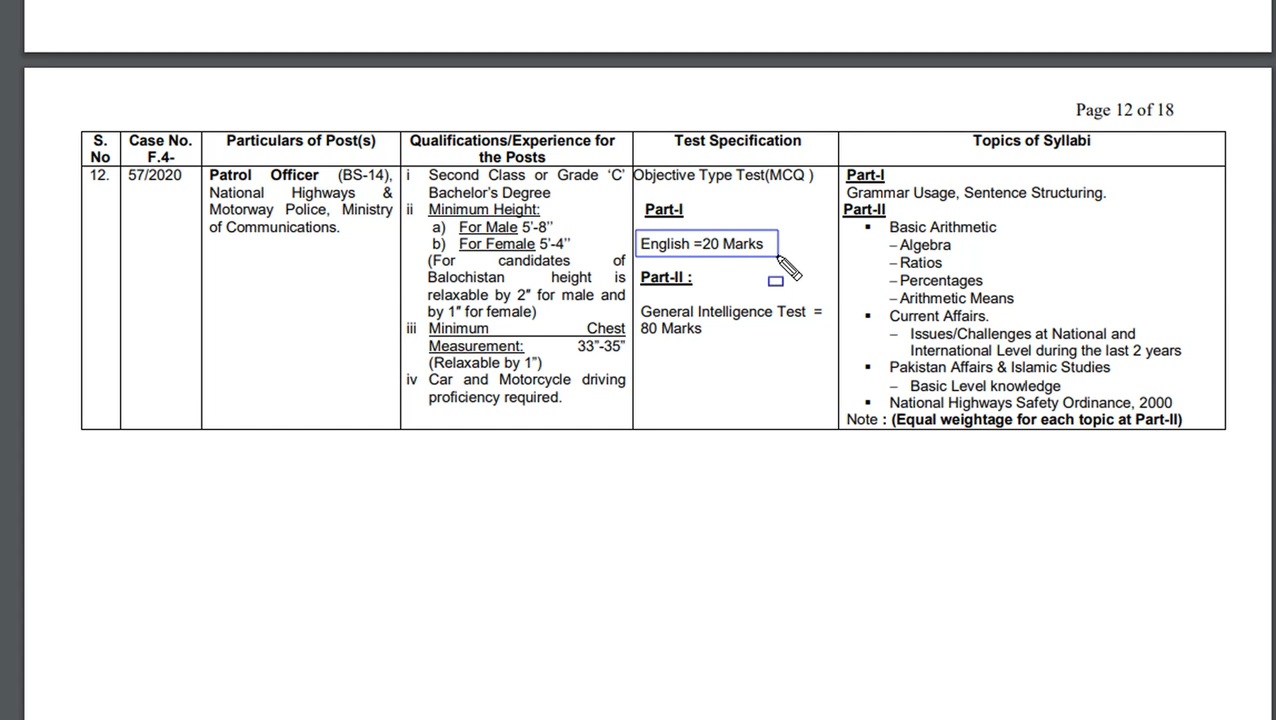 Page 12 of 18
S. No
Case No. F.4-
Particulars of Post(s)
Qualifications/Experience for the Posts
Test Specification
Topics of Syllabi
12.
57/2020
Patrol Officer (BS-14),
National Highways &
Motorway Police, Ministry
of Communications.
i Second Class or Grade ‘C’
Bachelor’s Degree
ii Minimum Height:
a) For Male 5’-8’’
b) For Female 5’-4’’
(For candidates of
Balochistan height is
relaxable by 2″ for male and
by 1″ for female)
iii Minimum Chest
Measurement: 33”-35”
(Relaxable by 1”)
iv Car and Motorcycle driving
proficiency required.
Objective Type Test(MCQ )
Part-I
English =20 Marks
Part-II :
General Intelligence Test =
80 Marks
Part-I
Grammar Usage, Sentence Structuring.
Part-II
▪ Basic Arithmetic
– Algebra
– Ratios
– Percentages
– Arithmetic Means
▪ Current Affairs.
– Issues/Challenges at National and
International Level during the last 2 years
▪ Pakistan Affairs & Islamic Studies
– Basic Level knowledge
▪ National Highways Safety Ordinance, 2000
Note : (Equal weightage for each topic at Part-II)